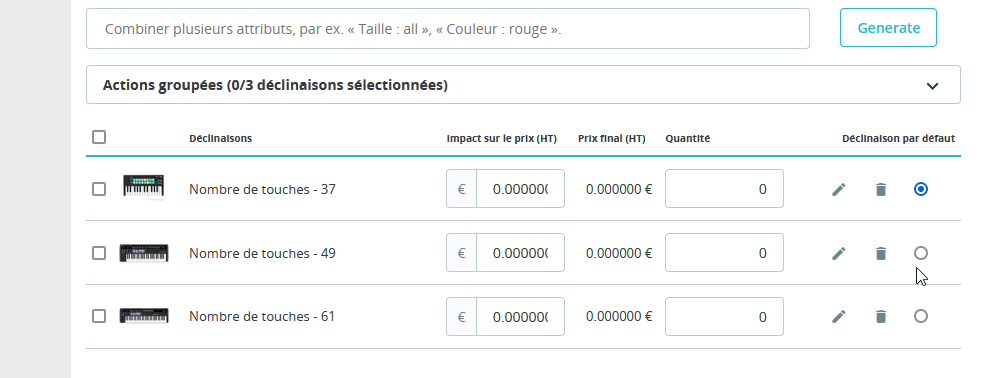 Combiner plusieurs attributs, par ex. « Taille : all », « Couleur : rouge ».
Generate
Actions groupées (0/3 déclinaisons sélectionnées)
Déclinaisons Impact sur le prix (HT) Prix final (HT) Quantité Déclinaison par défaut
Nombre de touches - 37 € 0.000000 0.000000 € 0
Nombre de touches - 49 € 0.000000 0.000000 € 0
Nombre de touches - 61 € 0.000000 0.000000 € 0